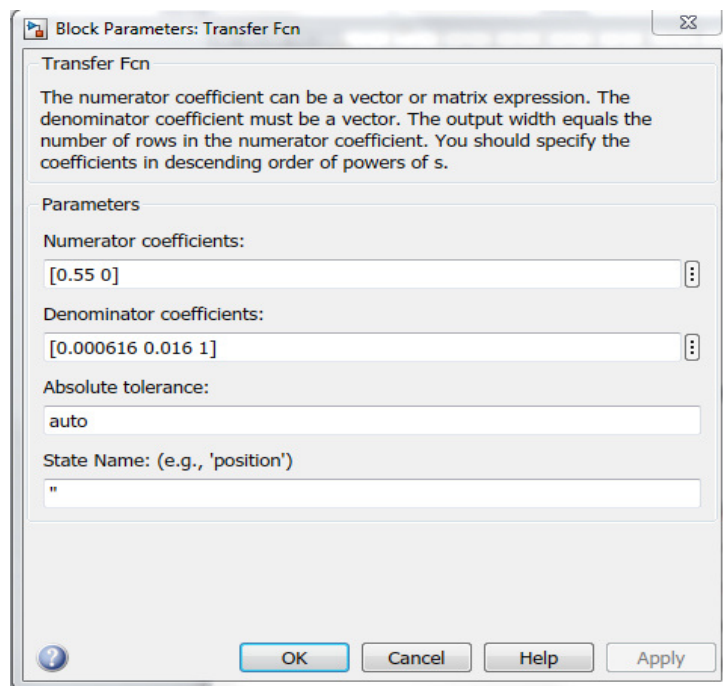 Block Parameters: Transfer Fcn
Transfer Fcn
The numerator coefficient can be a vector or matrix expression. The
denominator coefficient must be a vector. The output width equals the
number of rows in the numerator coefficient. You should specify the
coefficients in descending order of powers of s.
Parameters
Numerator coefficients:
[0.55 0]
Denominator coefficients:
[0.000616 0.016 1]
Absolute tolerance:
auto
State Name: (e.g., 'position')
''
OK Cancel Help Apply